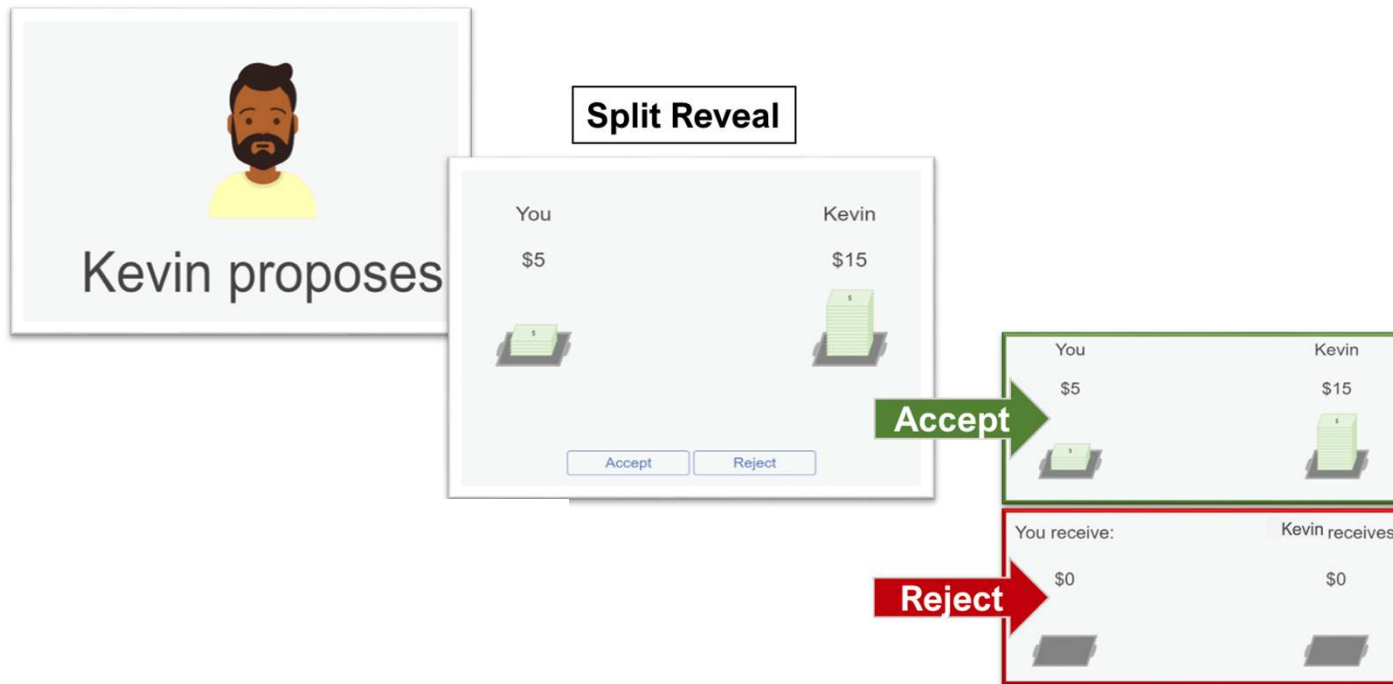 Kevin proposes
Split Reveal
You Kevin
$5 $15
$ $
Accept Reject
Accept
You Kevin
$5 $15
$ $
Reject
You receive: Kevin receives
$0 $0